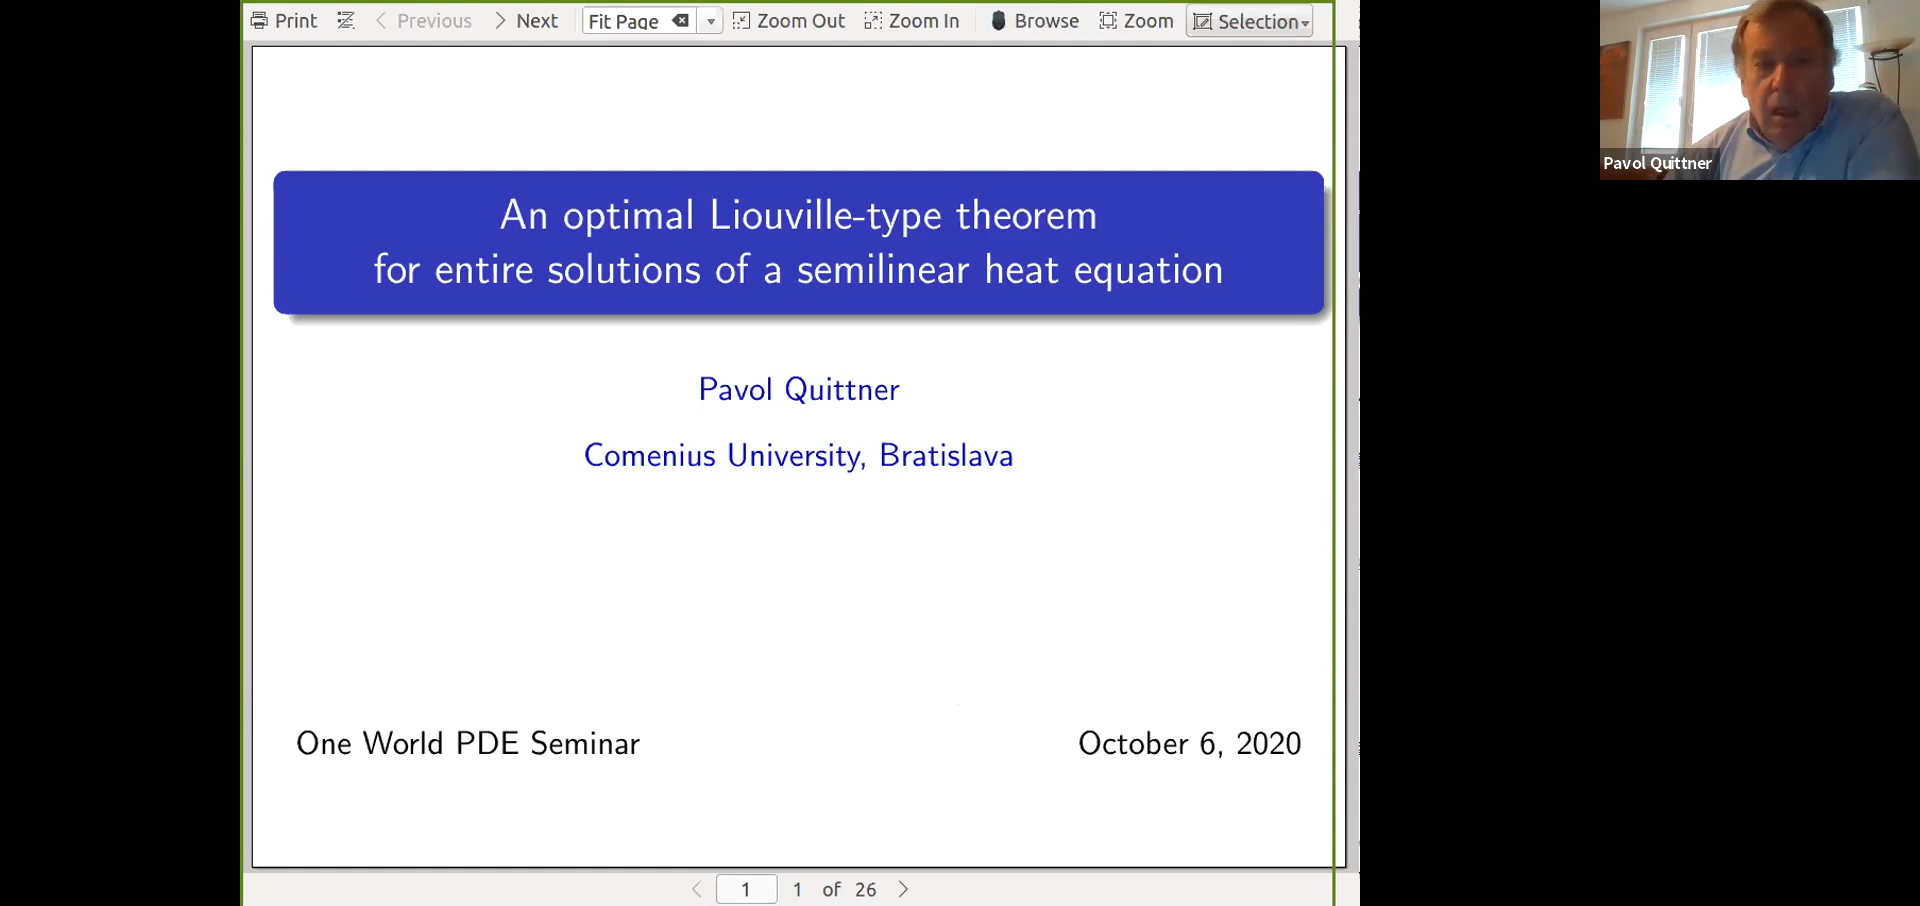 Print Previous Next Fit Page Zoom Out Zoom In Browse Zoom Selection
Pavol Quittner
An optimal Liouville-type theorem
for entire solutions of a semilinear heat equation
Pavol Quittner
Comenius University, Bratislava
One World PDE Seminar October 6, 2020
1 1 of 26